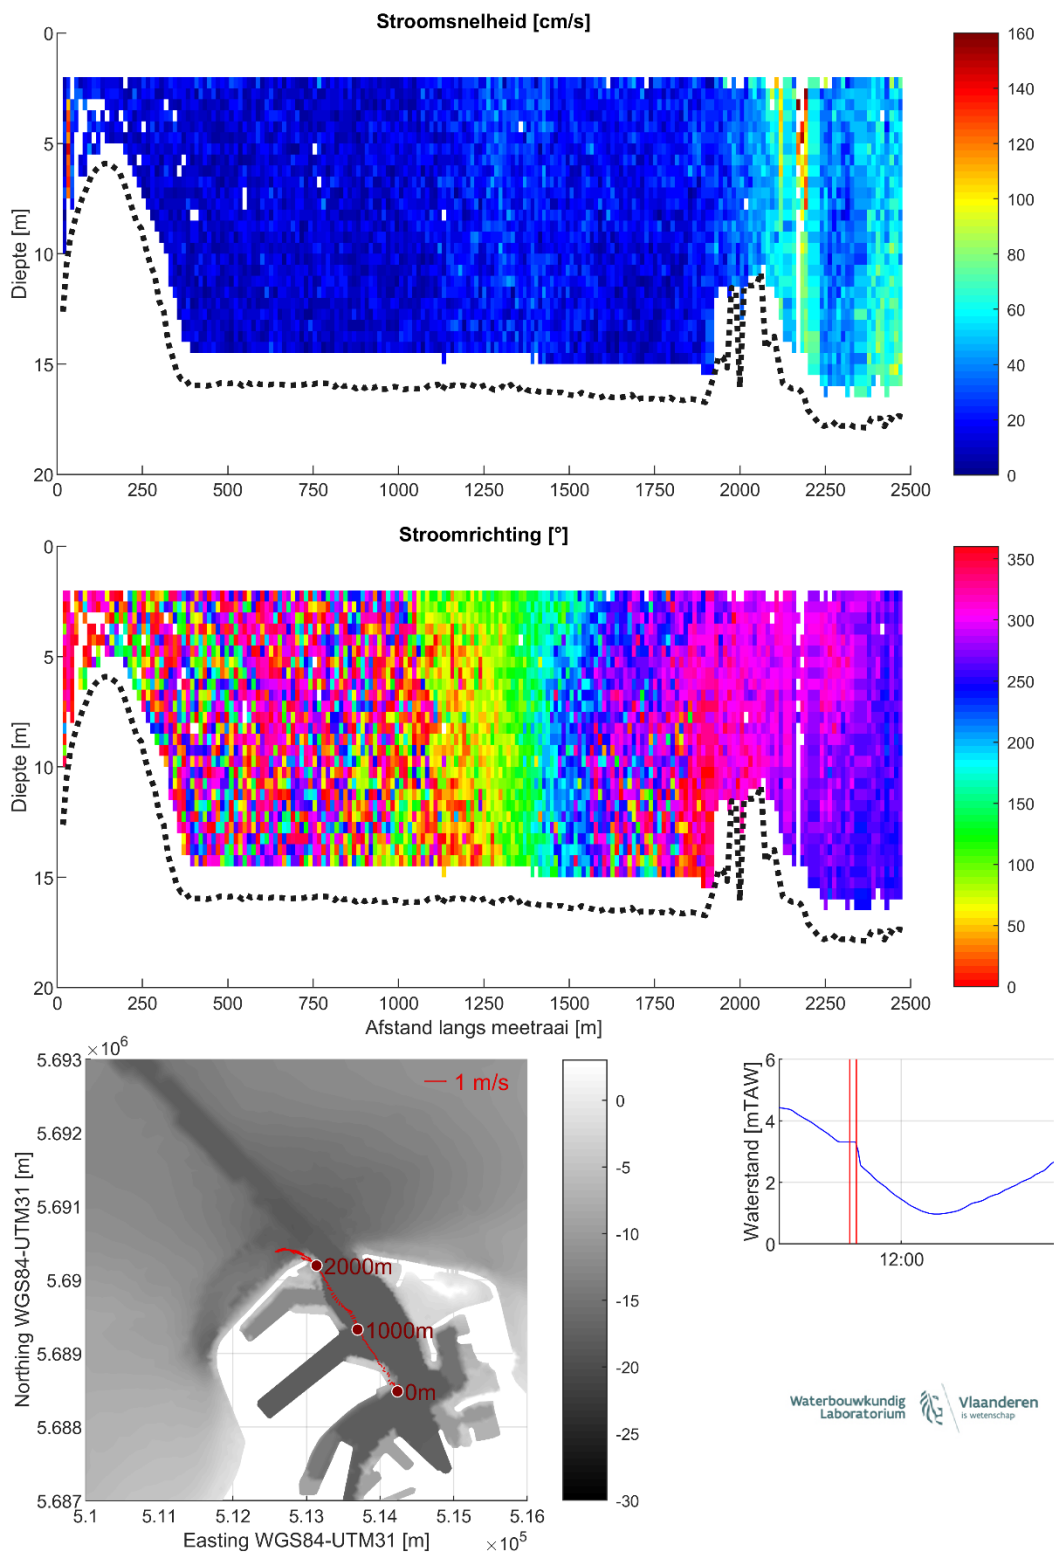 Stroomsnelheid [cm/s]
Diepte [m]
0
5
10
15
20
0 250 500 750 1000 1250 1500 1750 2000 2250 2500
160
140
120
100
80
60
40
20
0
Stroomrichting [°]
Diepte [m]
0
5
10
15
20
0 250 500 750 1000 1250 1500 1750 2000 2250 2500
Afstand langs meetraai [m]
350
300
250
200
150
100
50
0
×10⁶
5.693
5.692
5.691
5.69
5.689
5.688
5.687
Northing WGS84-UTM31 [m]
1 m/s
2000m
1000m
0m
5.1 5.11 5.12 5.13 5.14 5.15 5.16
Easting WGS84-UTM31 [m]
×10⁵
0
-5
-10
-15
-20
-25
-30
Waterstand [mTAW]
6
4
2
0
12:00
Waterbouwkundig
Laboratorium
Vlaanderen
is wetenschap